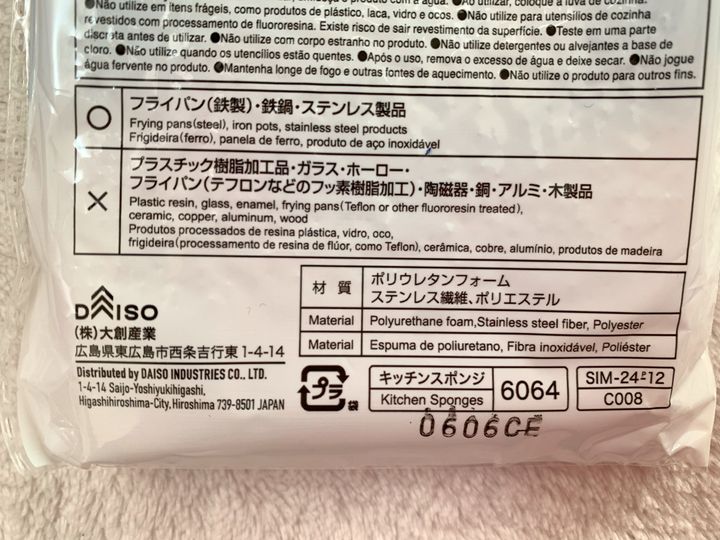 ●Não utilize em itens frágeis, como produtos de plástico, laca, vidro e ocos. ●Não utilize para utensílios de cozinha
revestidos com processamento de fluororesina. Existe risco de sair revestimento da superfície. ●Teste em uma parte
discreta antes de utilizar. ●Não utilize com corpo estranho no produto. ●Não utilize detergentes ou alvejantes a base de
cloro. ●Não utilize quando os utencílios estão quentes. ●Após o uso, remova o excesso de água e deixe secar. ●Não jogue
água fervente no produto. ●Mantenha longe de fogo e outras fontes de aquecimento. ●Não utilize o produto para outros fins.
○
フライパン(鉄製)・鉄鍋・ステンレス製品
Frying pans(steel), iron pots, stainless steel products
Frigideira(ferro), panela de ferro, produto de aço inoxidável
×
プラスチック樹脂加工品・ガラス・ホーロー・
フライパン(テフロンなどのフッ素樹脂加工)・陶磁器・銅・アルミ・木製品
Plastic resin, glass, enamel, frying pans(Teflon or other fluororesin treated),
ceramic, copper, aluminum, wood
Produtos processados de resina plástica, vidro, oco,
frigideira(processamento de resina de flúor, como Teflon), cerâmica, cobre, alumínio, produtos de madeira
DAISO
(株)大創産業
広島県東広島市西条吉行東1-4-14
Distributed by DAISO INDUSTRIES CO., LTD.
1-4-14 Saijo-Yoshiyukihigashi,
Higashihiroshima-City, Hiroshima 739-8501 JAPAN
材 質
ポリウレタンフォーム
ステンレス繊維、ポリエステル
Material
Polyurethane foam,Stainless steel fiber, Polyester
Material
Espuma de poliuretano, Fibra inoxidável, Poliéster
プラ
袋
キッチンスポンジ
Kitchen Sponges
6064
SIM-24-12
C008
0606CE